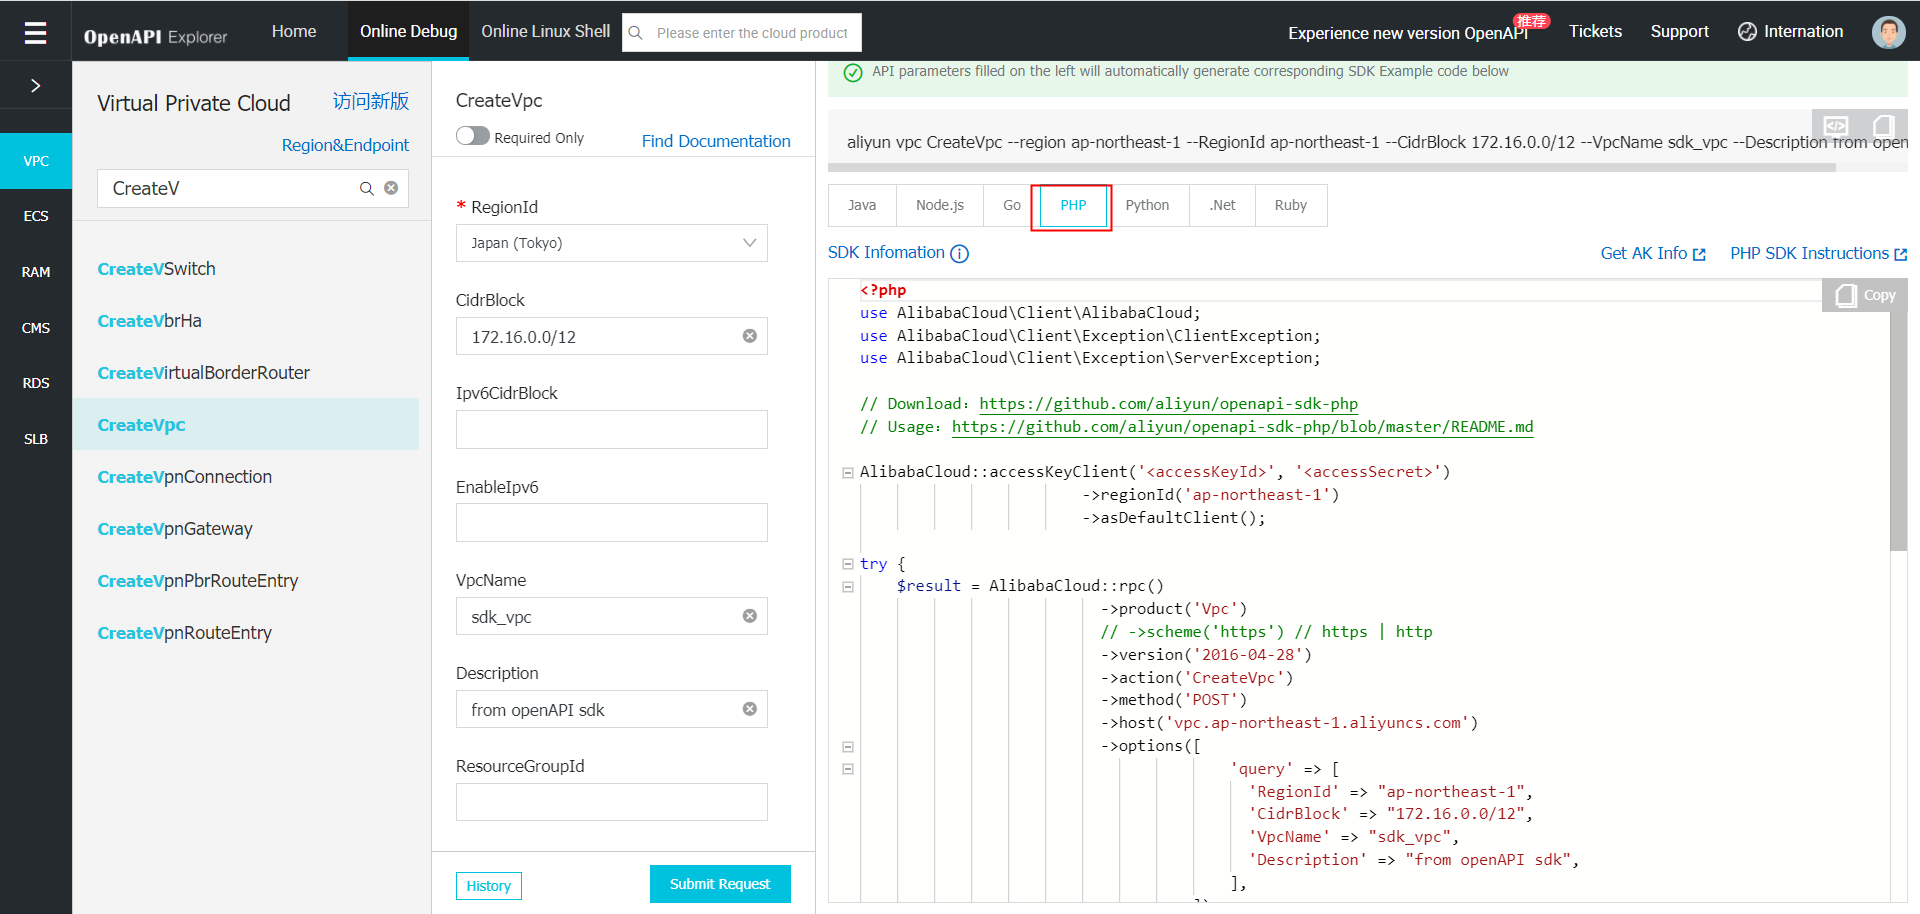 OpenAPI Explorer
Home
Online Debug
Online Linux Shell
Please enter the cloud product
Experience new version OpenAPI
推荐
Tickets
Support
Internation
Virtual Private Cloud
访问新版
Region&Endpoint
CreateV
VPC
ECS
RAM
CMS
RDS
SLB
CreateVSwitch
CreateVbrHa
CreateVirtualBorderRouter
CreateVpc
CreateVpnConnection
CreateVpnGateway
CreateVpnPbrRouteEntry
CreateVpnRouteEntry
CreateVpc
Required Only
Find Documentation
* RegionId
Japan (Tokyo)
CidrBlock
172.16.0.0/12
Ipv6CidrBlock
EnableIpv6
VpcName
sdk_vpc
Description
from openAPI sdk
ResourceGroupId
History
Submit Request
API parameters filled on the left will automatically generate corresponding SDK Example code below
aliyun vpc CreateVpc --region ap-northeast-1 --RegionId ap-northeast-1 --CidrBlock 172.16.0.0/12 --VpcName sdk_vpc --Description from open
Java
Node.js
Go
PHP
Python
.Net
Ruby
SDK Infomation
Get AK Info
PHP SDK Instructions
Copy
<?php
use AlibabaCloud\Client\AlibabaCloud;
use AlibabaCloud\Client\Exception\ClientException;
use AlibabaCloud\Client\Exception\ServerException;
// Download：https://github.com/aliyun/openapi-sdk-php
// Usage：https://github.com/aliyun/openapi-sdk-php/blob/master/README.md
AlibabaCloud::accessKeyClient('<accessKeyId>', '<accessSecret>')
->regionId('ap-northeast-1')
->asDefaultClient();
try {
$result = AlibabaCloud::rpc()
->product('Vpc')
// ->scheme('https') // https | http
->version('2016-04-28')
->action('CreateVpc')
->method('POST')
->host('vpc.ap-northeast-1.aliyuncs.com')
->options([
'query' => [
'RegionId' => "ap-northeast-1",
'CidrBlock' => "172.16.0.0/12",
'VpcName' => "sdk_vpc",
'Description' => "from openAPI sdk",
],